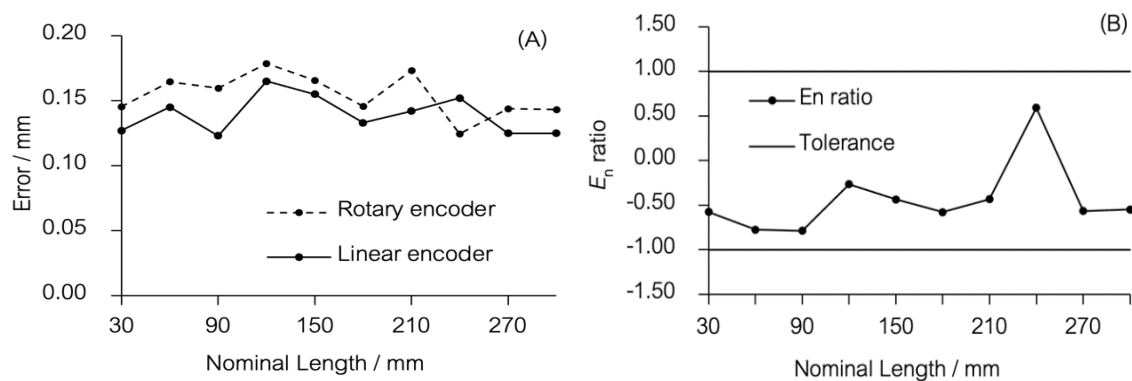 (A)
0.20
0.15
0.10
0.05
0.00
Error / mm
Rotary encoder
Linear encoder
30 90 150 210 270
Nominal Length / mm
(B)
1.50
1.00
0.50
0.00
-0.50
-1.00
-1.50
En ratio
En ratio
Tolerance
30 90 150 210 270
Nominal Length / mm